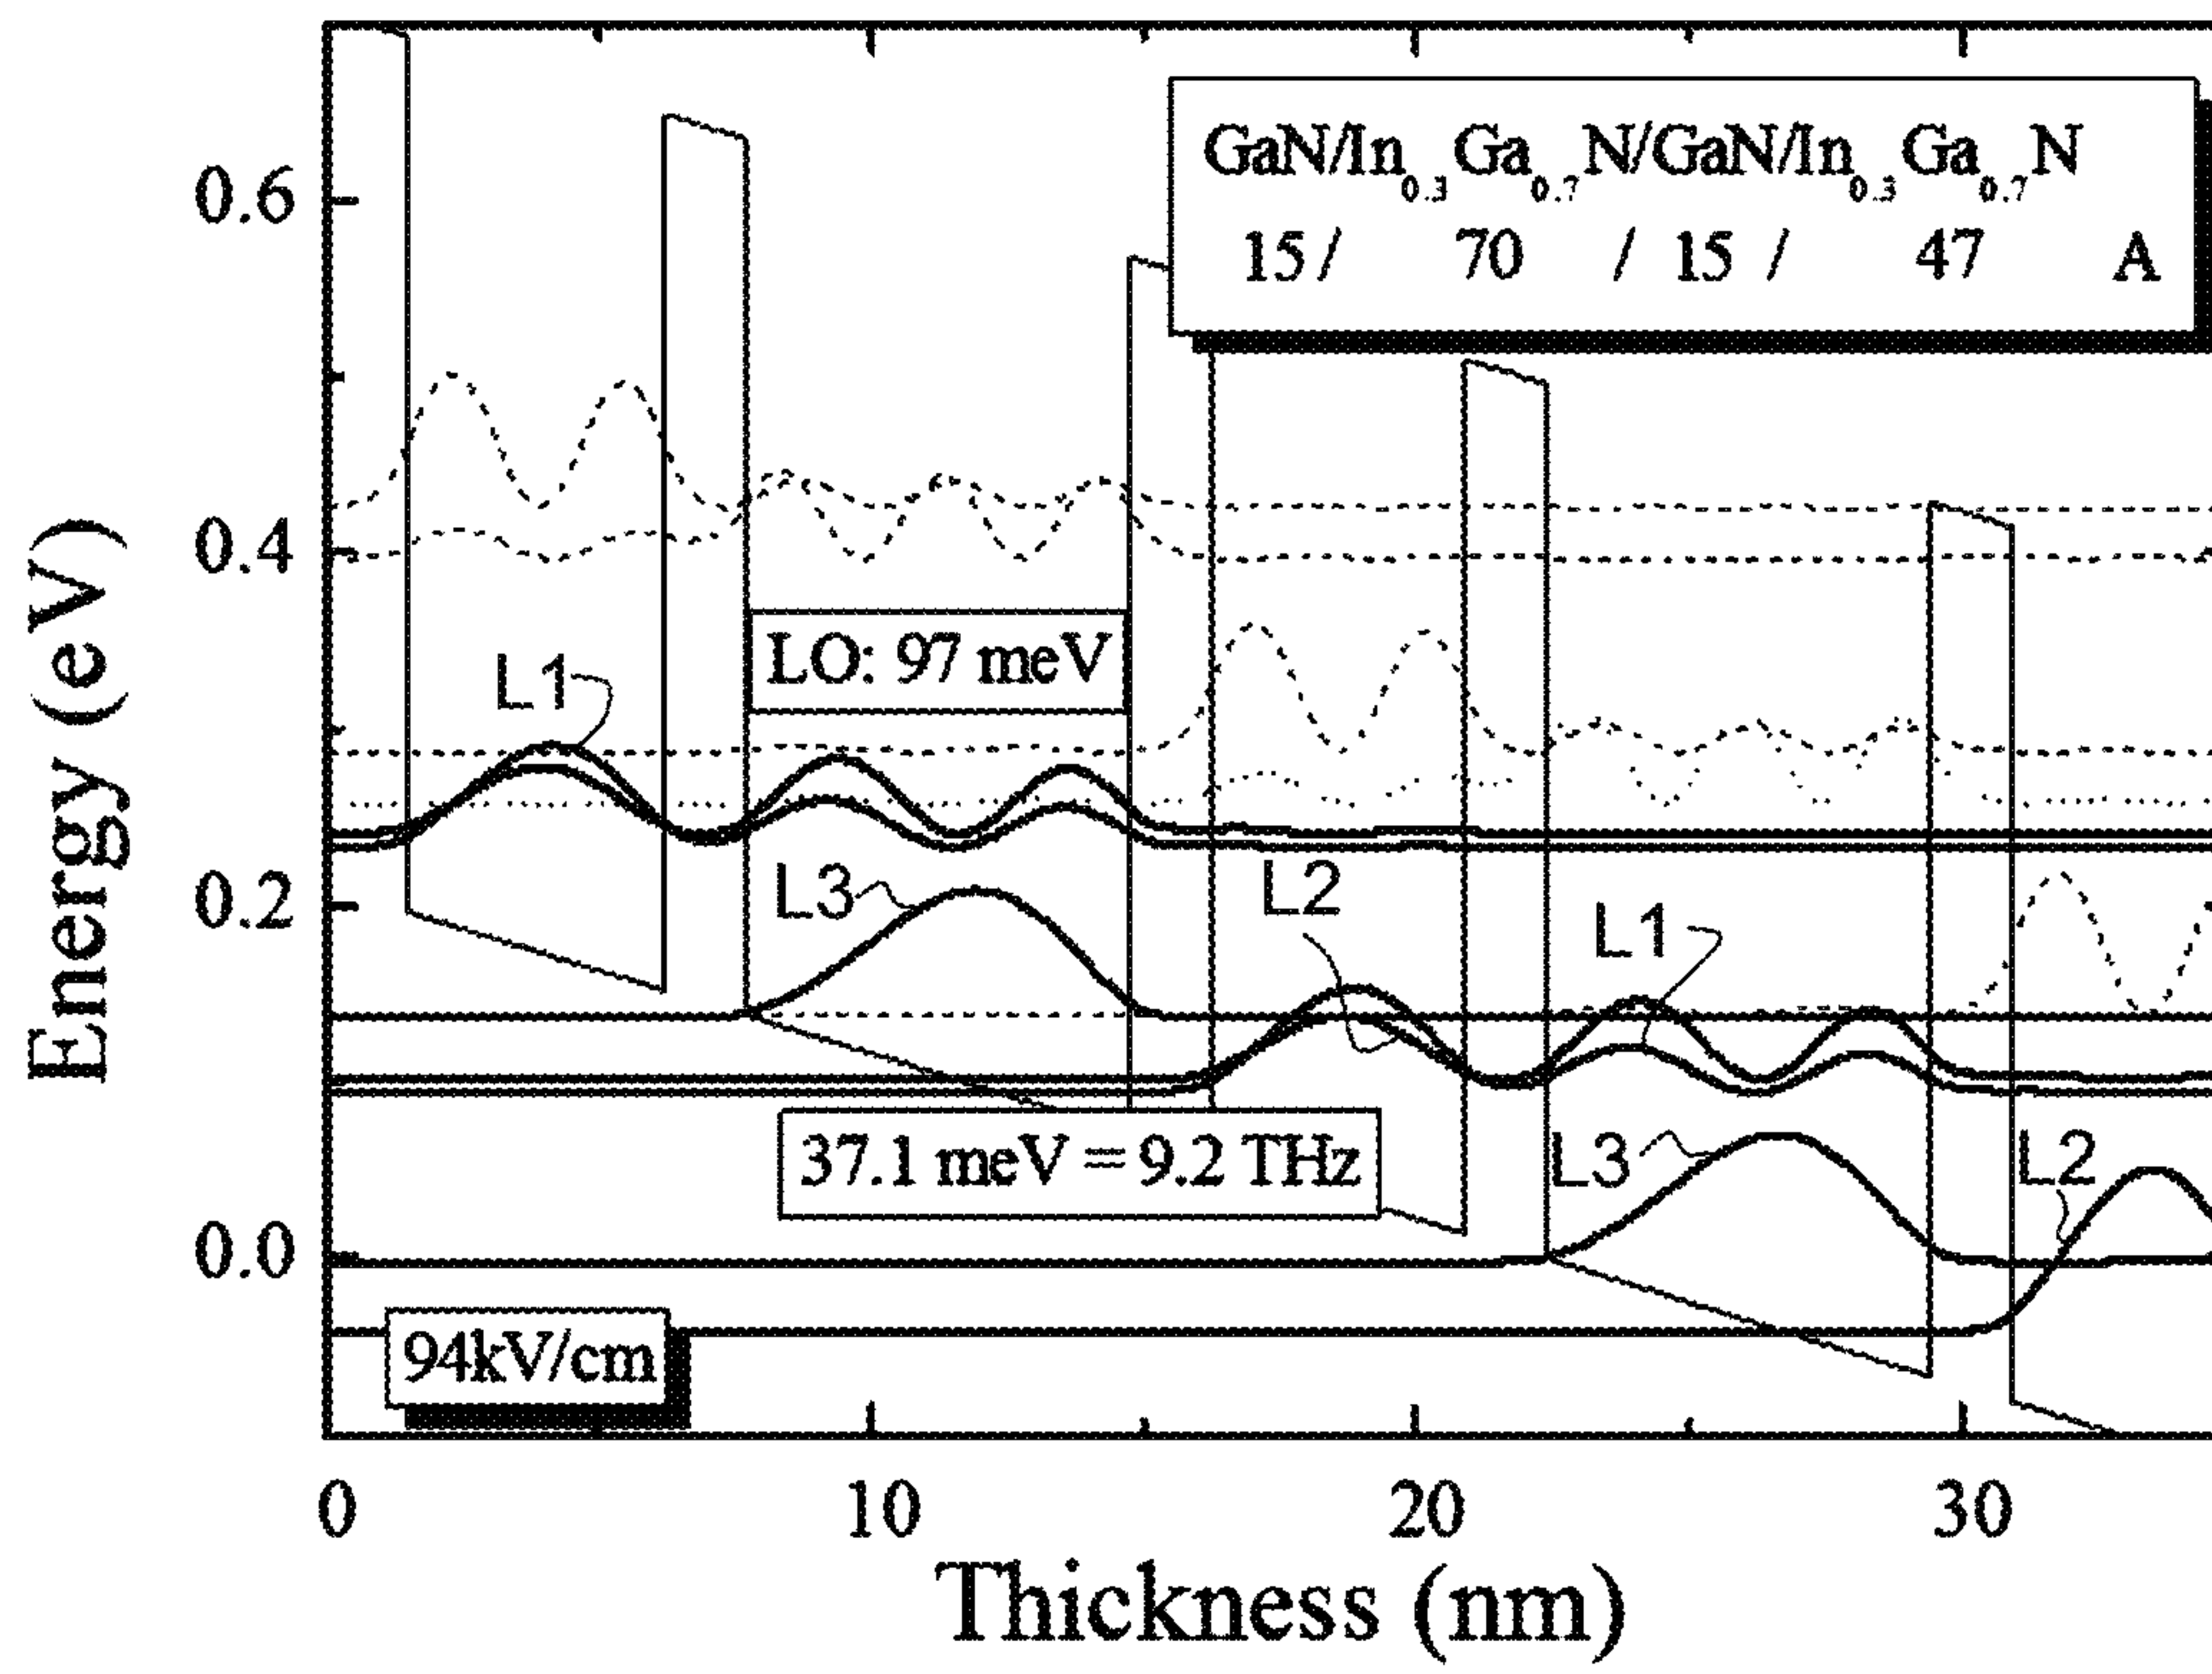 GaN/In0.3Ga0.7N/GaN/In0.3Ga0.7N
15 / 70 / 15 / 47 A
0.6
0.4
LO: 97 meV
L1
0.2
L3
L2
L1
37.1 meV = 9.2 THz
L3
L2
0.0
94kV/cm
Energy (eV)
0 10 20 30
Thickness (nm)